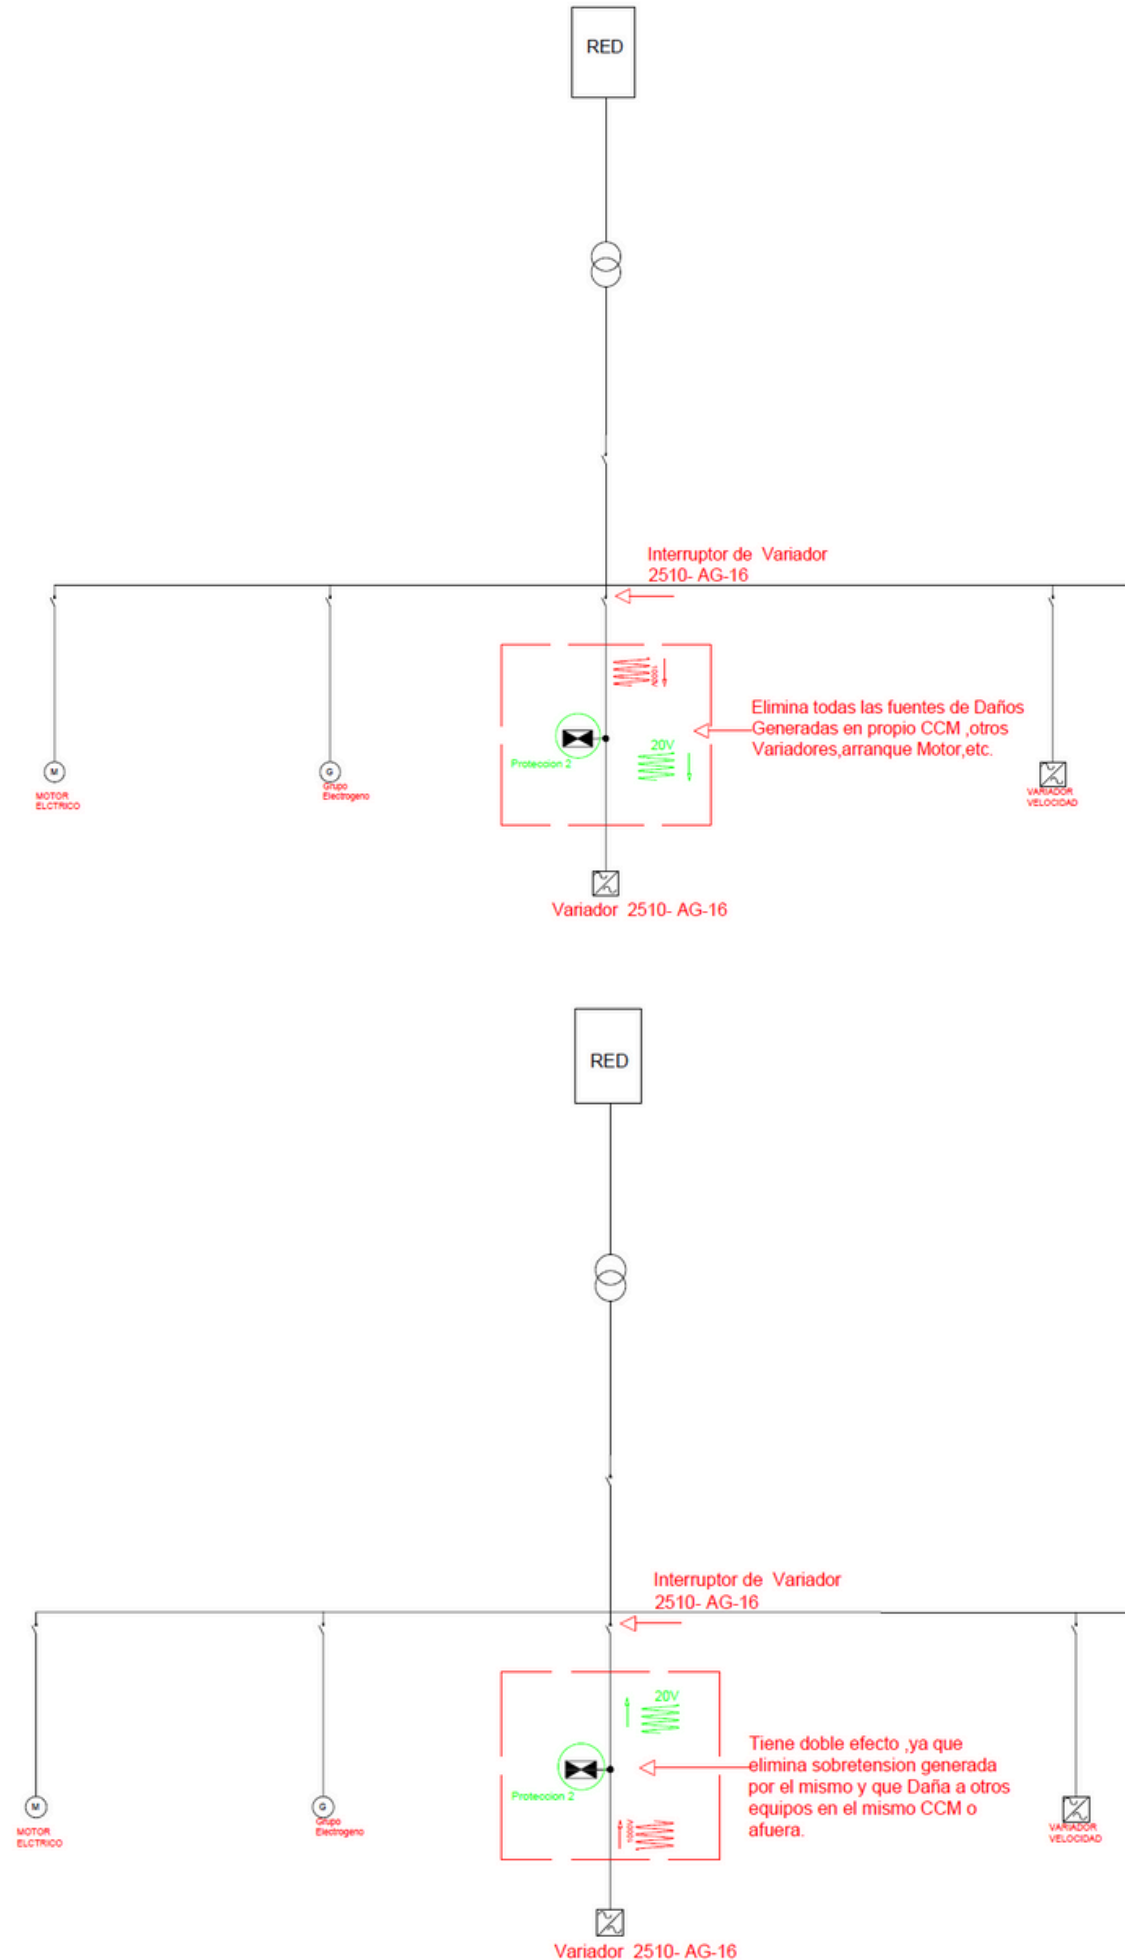 RED
Interruptor de Variador
2510- AG-16
1000V
Elimina todas las fuentes de Daños
Generadas en propio CCM ,otros
Variadores,arranque Motor,etc.
20V
Proteccion 2
M
MOTOR
ELCTRICO
G
Grupo
Electrogeno
VARIADOR
VELOCIDAD
Variador 2510- AG-16
RED
Interruptor de Variador
2510- AG-16
20V
Tiene doble efecto ,ya que
elimina sobretension generada
por el mismo y que Daña a otros
equipos en el mismo CCM o
afuera.
Proteccion 2
1000V
M
MOTOR
ELCTRICO
G
Grupo
Electrogeno
VARIADOR
VELOCIDAD
Variador 2510- AG-16